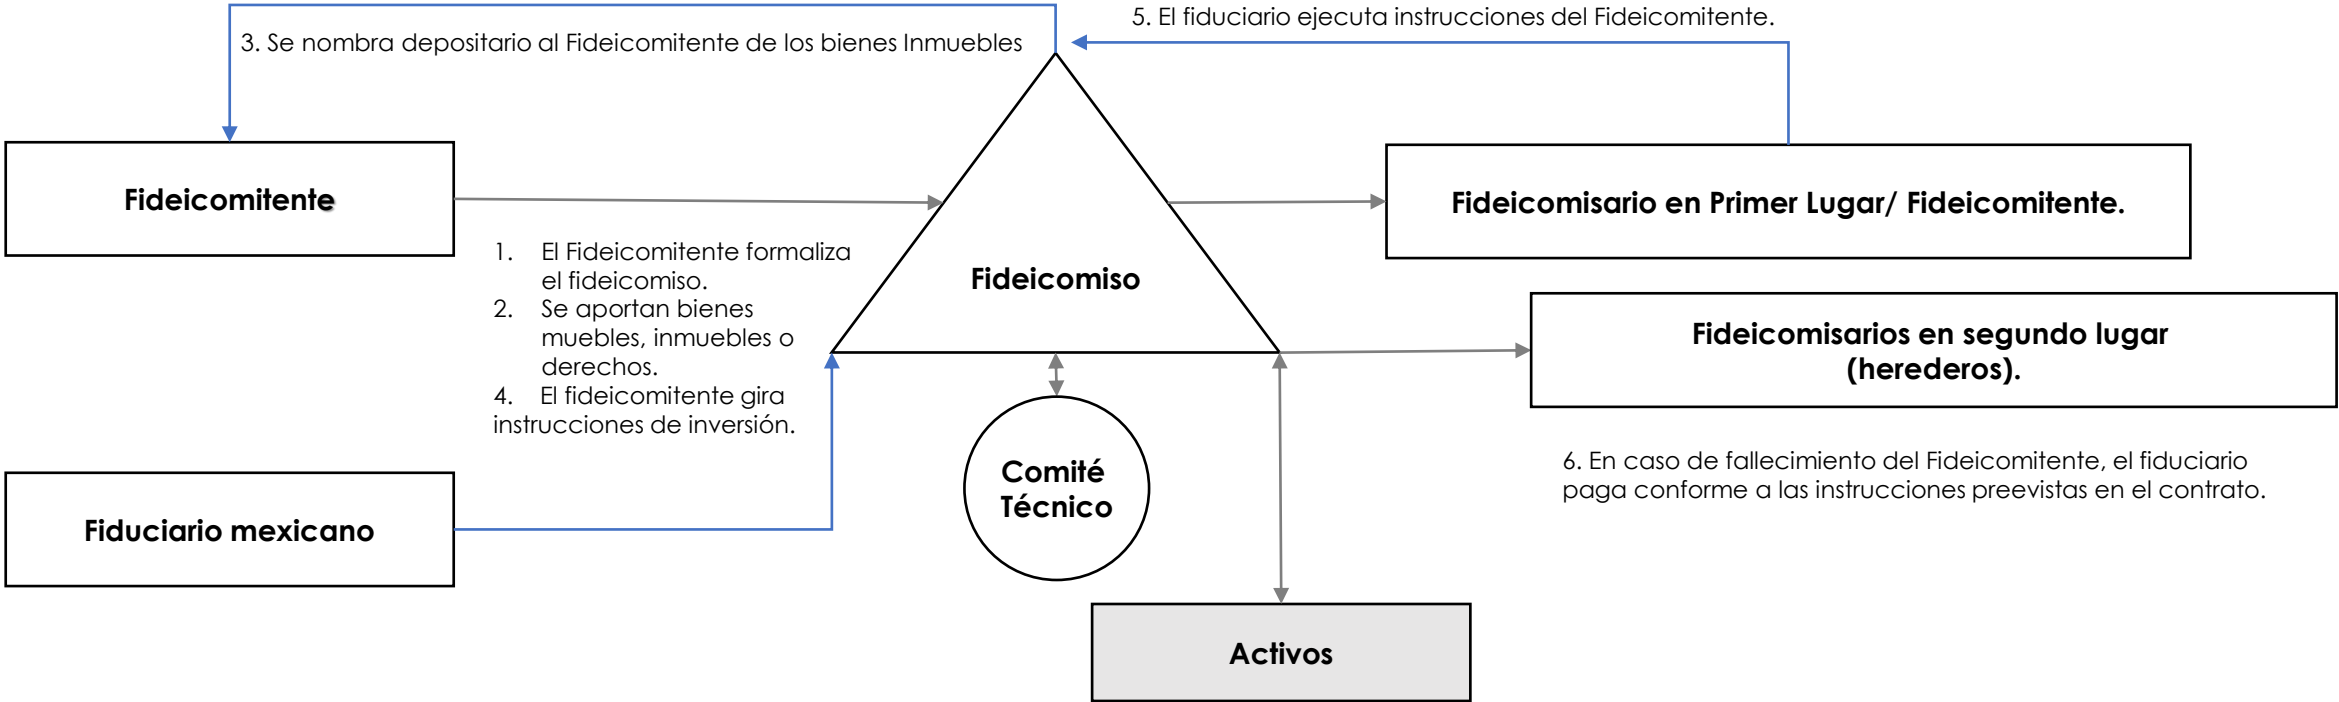 5. El fiduciario ejecuta instrucciones del Fideicomitente.
3. Se nombra depositario al Fideicomitente de los bienes Inmuebles
Fideicomitente
Fideicomisario en Primer Lugar/ Fideicomitente.
1. El Fideicomitente formaliza
el fideicomiso.
2. Se aportan bienes
muebles, inmuebles o
derechos.
4. El fideicomitente gira
instrucciones de inversión.
Fideicomiso
Fideicomisarios en segundo lugar
(herederos).
6. En caso de fallecimiento del Fideicomitente, el fiduciario
paga conforme a las instrucciones preevistas en el contrato.
Comité
Técnico
Fiduciario mexicano
Activos